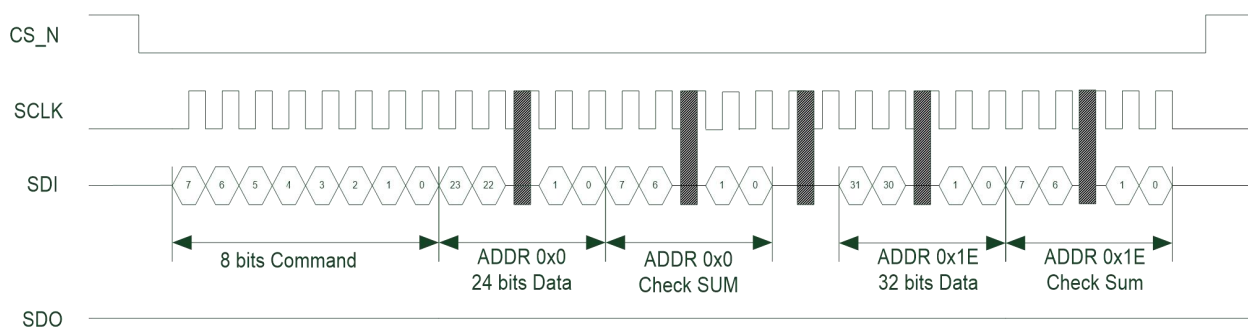 CS_N
SCLK
SDI
7 6 5 4 3 2 1 0 23 22 1 0 7 6 1 0 31 30 1 0 7 6 1 0
8 bits Command
ADDR 0x0
24 bits Data
ADDR 0x0
Check SUM
ADDR 0x1E
32 bits Data
ADDR 0x1E
Check Sum
SDO